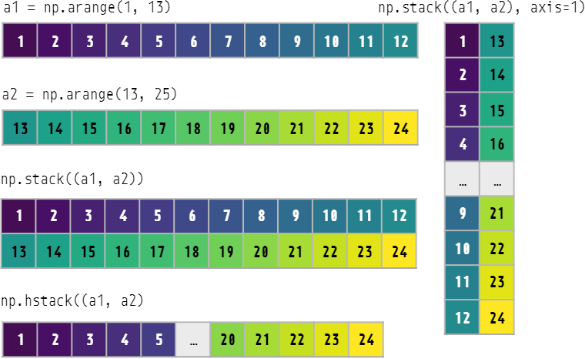 a1 = np.arange(1, 13)
1 2 3 4 5 6 7 8 9 10 11 12
a2 = np.arange(13, 25)
13 14 15 16 17 18 19 20 21 22 23 24
np.stack((a1, a2))
1 2 3 4 5 6 7 8 9 10 11 12
13 14 15 16 17 18 19 20 21 22 23 24
np.hstack((a1, a2)
1 2 3 4 5 … 20 21 22 23 24
np.stack((a1, a2), axis=1)
1 13
2 14
3 15
4 16
… …
9 21
10 22
11 23
12 24